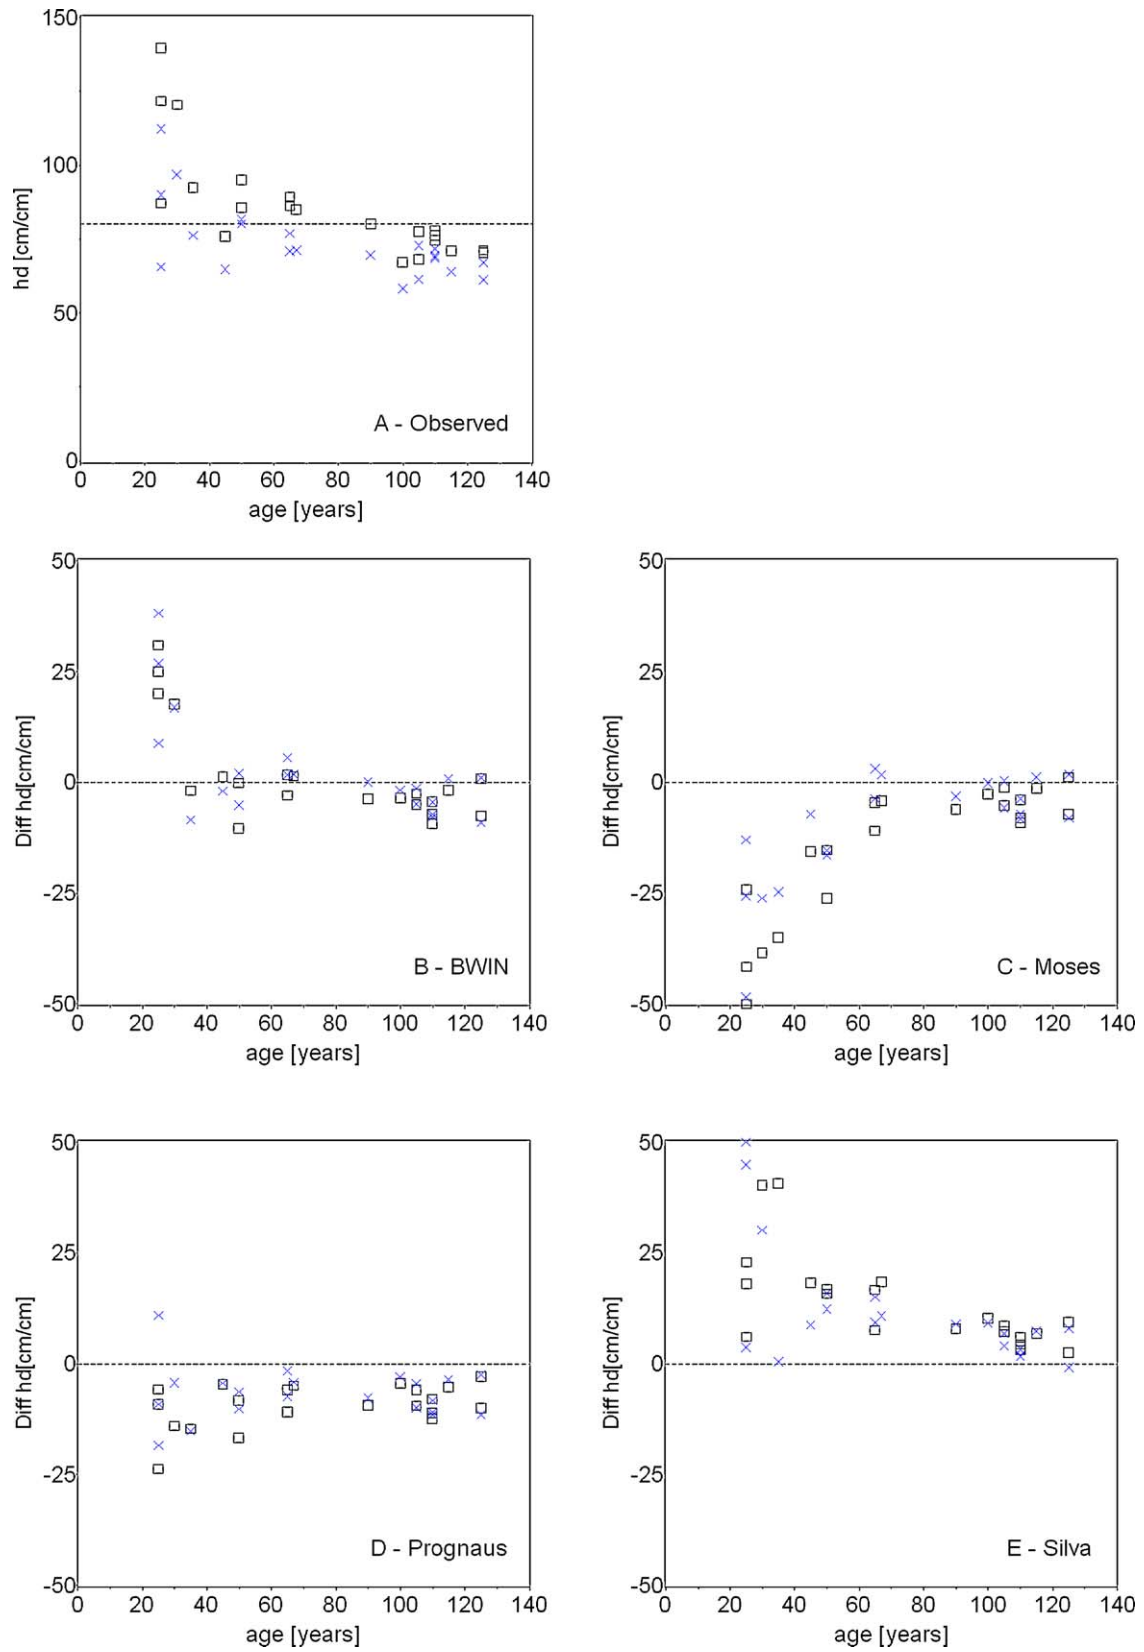 150
100
50
0
hd [cm/cm]
A - Observed
0 20 40 60 80 100 120 140
age [years]
50
25
0
-25
-50
Diff hd[cm/cm]
B - BWIN
0 20 40 60 80 100 120 140
age [years]
50
25
0
-25
-50
Diff hd[cm/cm]
C - Moses
0 20 40 60 80 100 120 140
age [years]
50
25
0
-25
-50
Diff hd[cm/cm]
D - Prognaus
0 20 40 60 80 100 120 140
age [years]
50
25
0
-25
-50
Diff hd[cm/cm]
E - Silva
0 20 40 60 80 100 120 140
age [years]